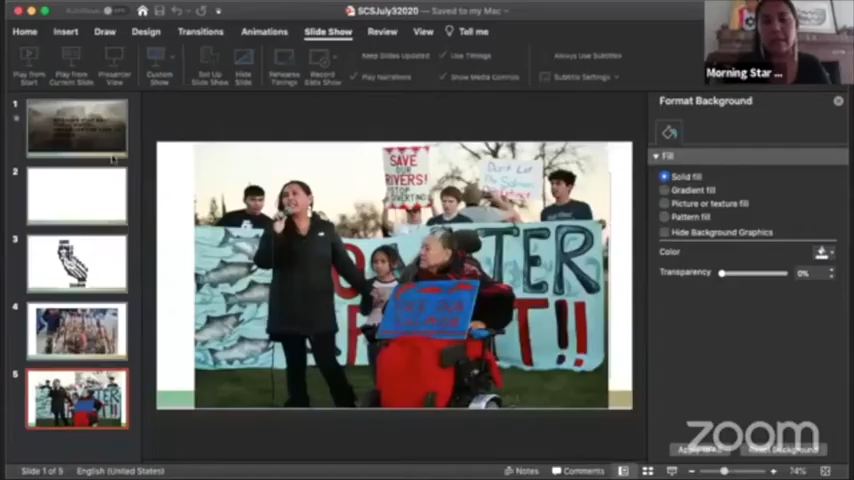 SCSJuly32020 — Saved to my Mac
Home Insert Draw Design Transitions Animations Slide Show Review View Tell me
Keep Slides Updated Use Timings Always Use Subtitles
Play from Start Play from Current Slide Presenter View Custom Show Set Up Slide Show Hide Slide Rehearse Timings Record Slide Show
Play Narrations Show Media Controls Subtitle Settings
Morning Star ...
Format Background
Fill
Solid fill
Gradient fill
Picture or texture fill
Pattern fill
Hide Background Graphics
Color
Transparency 0%
1
2
3
4
5
SAVE
OUR
RIVERS!
STOP
DIVERTING
Don't Let
The Salmon
TER
!!
zoom
Slide 1 of 5 English (United States) Notes Comments 74%